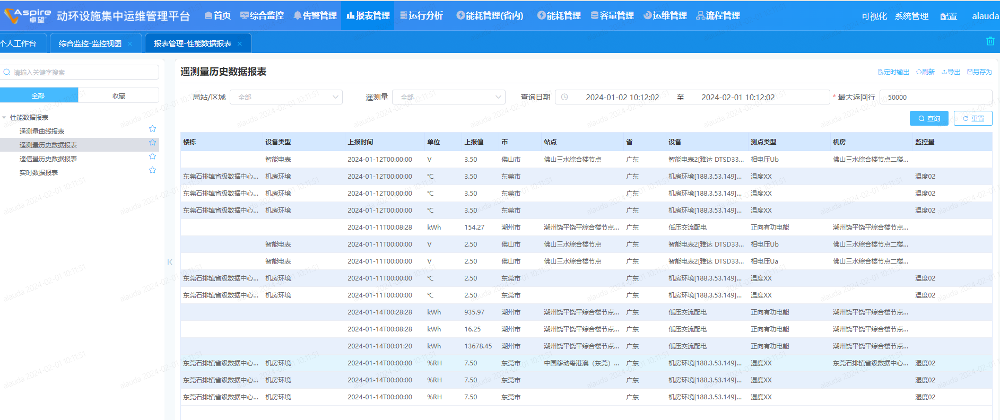 Aspire 卓望 动环设施集中运维管理平台 首页 综合监控 告警管理 报表管理 运行分析 能耗管理(省内) 能耗管理 容量管理 运维管理 流程管理 可视化 系统管理 配置 alauda
个人工作台 综合监控-监控视图 × 报表管理-性能数据报表 ×
请输入关键字搜索
全部 收藏
性能数据报表
遥测量曲线报表
遥测量历史数据报表
遥信量历史数据报表
实时数据报表
遥测量历史数据报表 定时输出 刷新 导出 另存为
局站/区域 全部 遥测量 全部 查询日期 2024-01-02 10:12:02 至 2024-02-01 10:12:02 * 最大返回行 50000
查询 重置
楼栋 设备类型 上报时间 单位 上报值 市 站点 省 设备 测点类型 机房 监控量
智能电表 2024-01-12T00:00:00 V 3.50 佛山市 佛山三水综合楼节点 广东 智能电表2[雅达 DTSD33... 相电压Ub 佛山三水综合楼节点二楼...
东莞石排镇省级数据中心... 机房环境 2024-01-12T00:00:00 ℃ 3.50 东莞市 广东 机房环境[188.3.53.149]... 温度XX 温度02
东莞石排镇省级数据中心... 机房环境 2024-01-12T00:00:00 ℃ 3.50 东莞市 广东 机房环境[188.3.53.149]... 温度XX 温度02
东莞石排镇省级数据中心... 机房环境 2024-01-12T00:00:00 ℃ 3.50 东莞市 广东 机房环境[188.3.53.149]... 温度XX 温度02
2024-01-11T00:08:28 kWh 154.27 潮州市 潮州饶平饶平综合楼节点... 广东 低压交流配电 正向有功电能 潮州饶平饶平综合楼节点...
智能电表 2024-01-11T00:00:00 V 2.50 佛山市 佛山三水综合楼节点 广东 智能电表2[雅达 DTSD33... 相电压Ub 佛山三水综合楼节点二楼...
智能电表 2024-01-11T00:00:00 V 2.50 佛山市 佛山三水综合楼节点 广东 智能电表2[雅达 DTSD33... 相电压Ua 佛山三水综合楼节点二楼...
东莞石排镇省级数据中心... 机房环境 2024-01-11T00:00:00 ℃ 2.50 东莞市 广东 机房环境[188.3.53.149]... 温度XX 温度02
东莞石排镇省级数据中心... 机房环境 2024-01-11T00:00:00 ℃ 2.50 东莞市 广东 机房环境[188.3.53.149]... 温度XX 温度02
2024-01-14T00:28:28 kWh 935.97 潮州市 潮州饶平饶平综合楼节点... 广东 低压交流配电 正向有功电能 潮州饶平饶平综合楼节点...
2024-01-14T00:08:28 kWh 16.25 潮州市 潮州饶平饶平综合楼节点... 广东 低压交流配电 正向有功电能 潮州饶平饶平综合楼节点...
2024-01-14T00:01:20 kWh 13678.45 潮州市 潮州饶平饶平综合楼节点... 广东 低压交流配电 正向有功电能 潮州饶平饶平综合楼节点...
东莞石排镇省级数据中心... 机房环境 2024-01-14T00:00:00 %RH 7.50 东莞市 中国移动粤港澳（东莞）... 广东 机房环境[188.3.53.149]... 湿度XX 东莞石排镇省级数据中心... 湿度02
东莞石排镇省级数据中心... 机房环境 2024-01-14T00:00:00 %RH 7.50 东莞市 广东 机房环境[188.3.53.149]... 湿度XX 湿度02
东莞石排镇省级数据中心... 机房环境 2024-01-14T00:00:00 %RH 7.50 东莞市 广东 机房环境[188.3.53.149]... 湿度XX 湿度02
alauda 2024-02-01 10:11:51